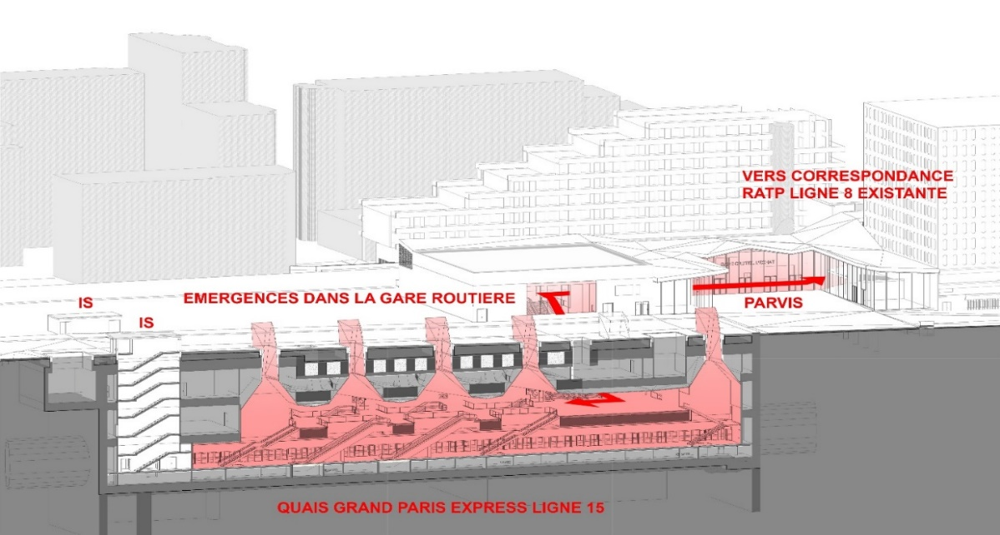 VERS CORRESPONDANCE
RATP LIGNE 8 EXISTANTE
IS
EMERGENCES DANS LA GARE ROUTIERE
PARVIS
IS
QUAIS GRAND PARIS EXPRESS LIGNE 15